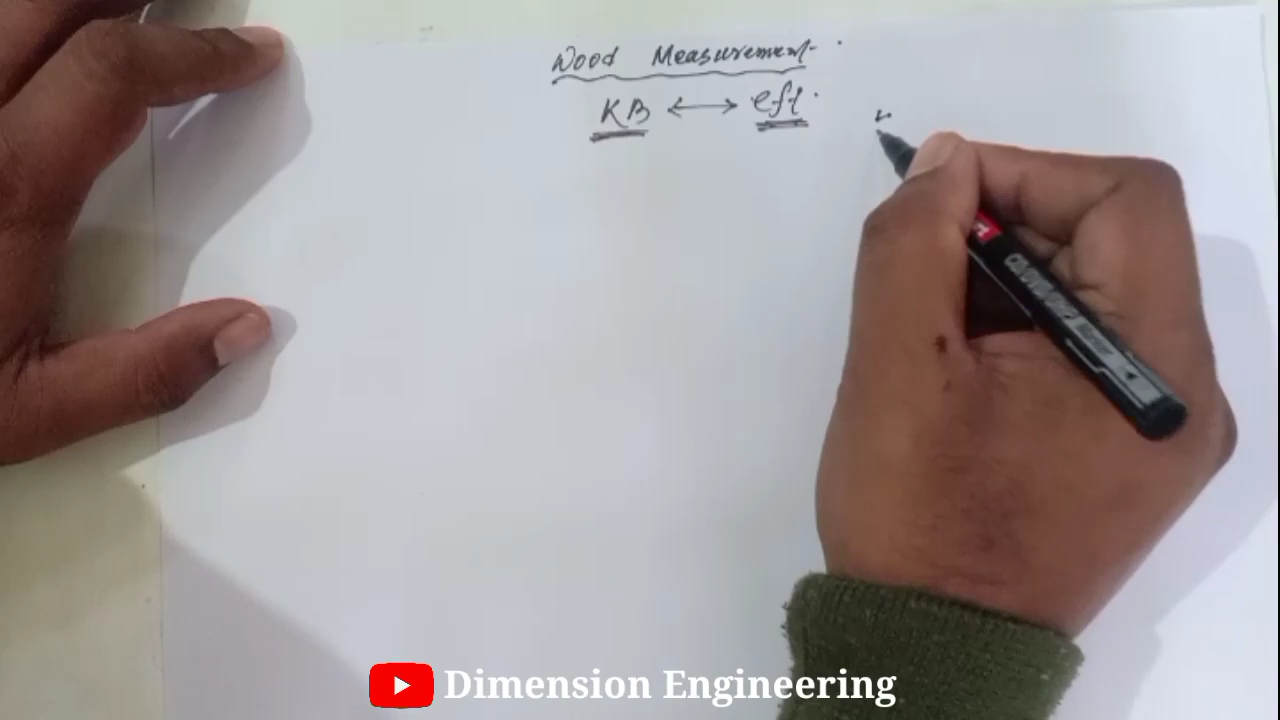 Wood Measurement.
KB ⟷ cft.
Dimension Engineering